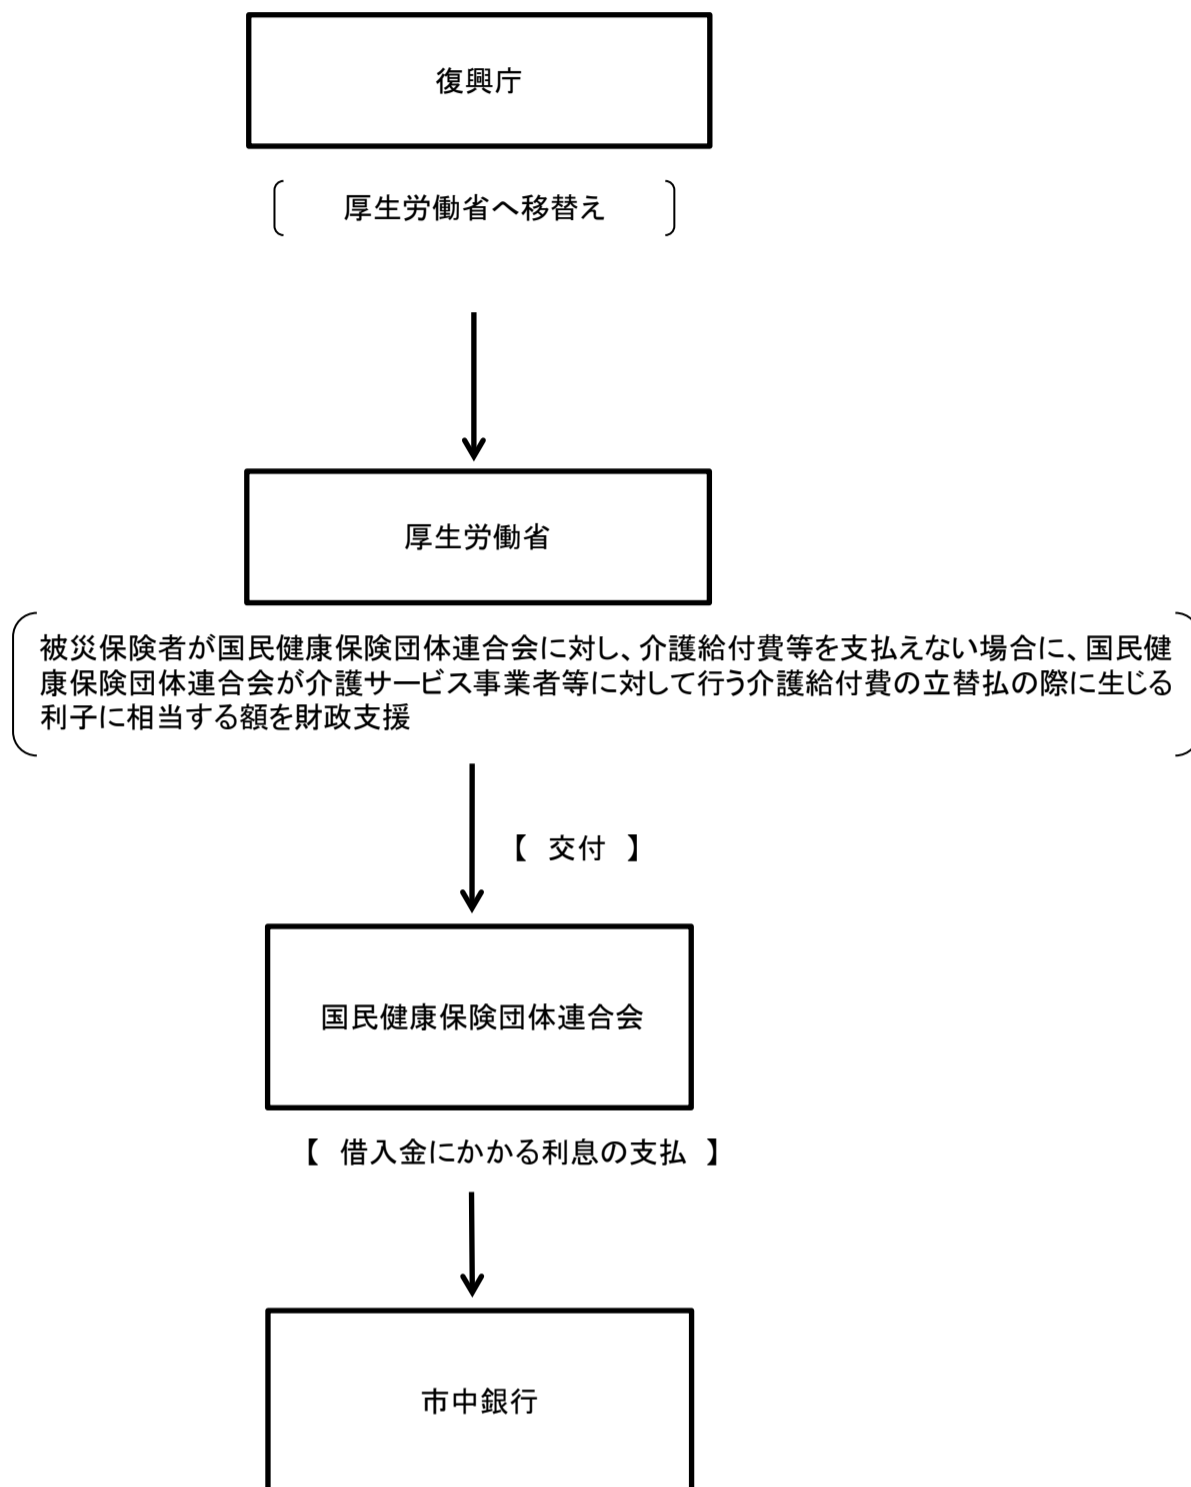 復興庁
厚生労働省へ移替え
厚生労働省
被災保険者が国民健康保険団体連合会に対し、介護給付費等を支払えない場合に、国民健
康保険団体連合会が介護サービス事業者等に対して行う介護給付費の立替払の際に生じる
利子に相当する額を財政支援
【　交付　】
国民健康保険団体連合会
【　借入金にかかる利息の支払　】
市中銀行